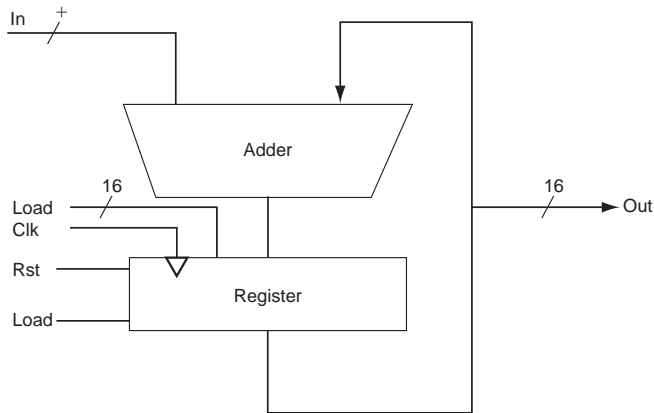 In
+
Adder
16
Load
Clk
16
Out
Rst
Register
Load